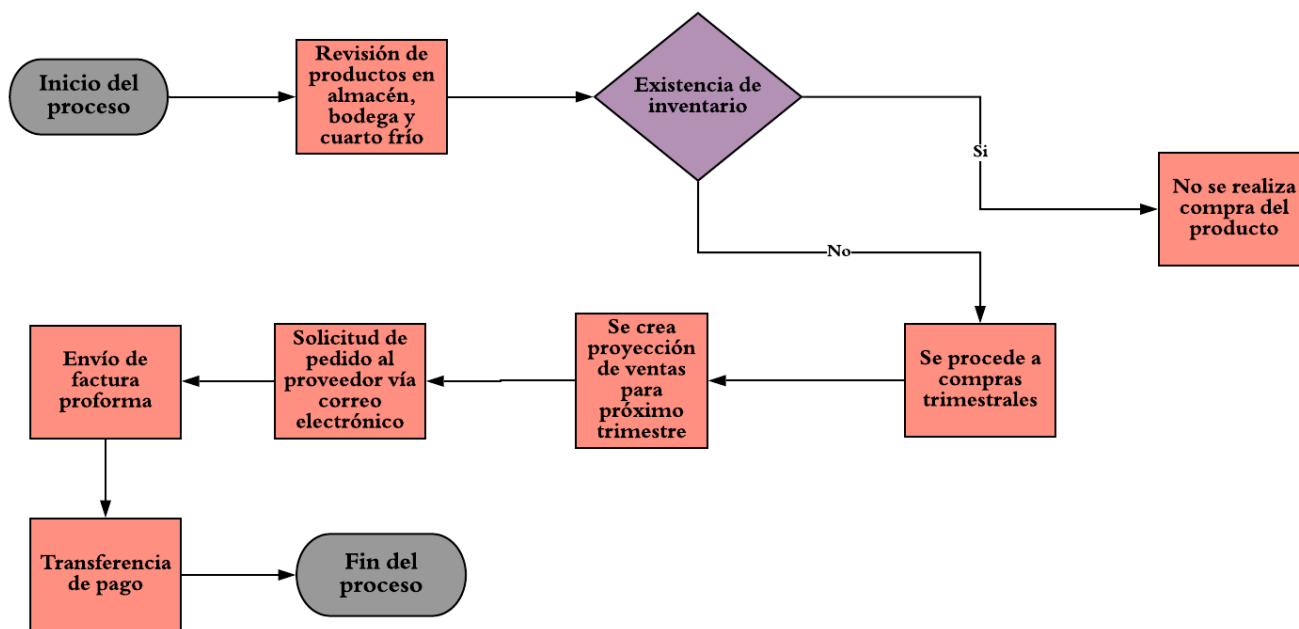 Inicio del
proceso
Revisión de
productos en
almacén,
bodega y
cuarto frío
Existencia de
inventario
Si
No se realiza
compra del
producto
No
Se procede a
compras
trimestrales
Se crea
proyección
de ventas
para
próximo
trimestre
Solicitud de
pedido al
proveedor vía
correo
electrónico
Envío de
factura
proforma
Transferencia
de pago
Fin del
proceso